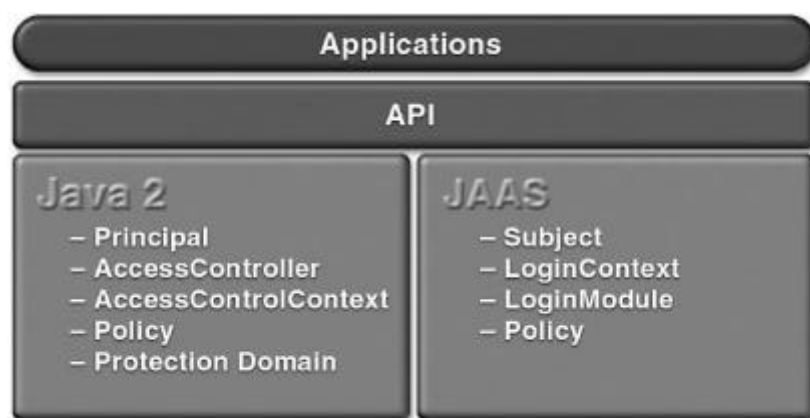 Applications
API
Java 2
– Principal
– AccessController
– AccessControlContext
– Policy
– Protection Domain
JAAS
– Subject
– LoginContext
– LoginModule
– Policy